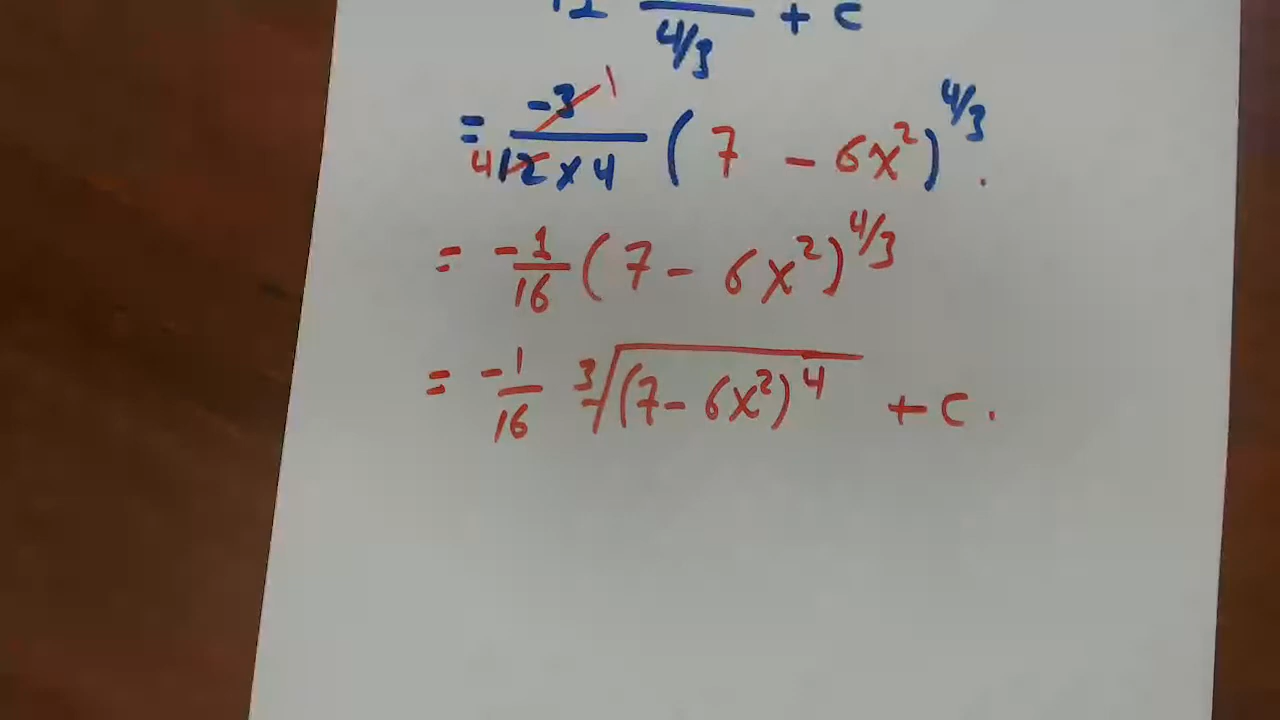 12 ──── + c
4/3
= -3/(12 × 4) (7 - 6x²)^4/3 .
4 1
= -1/16 (7 - 6x²)^4/3
= -1/16 ³√(7 - 6x²)⁴ + c .